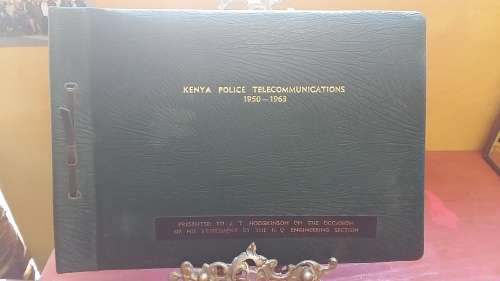 KENYA POLICE TELECOMMUNICATIONS
1950-1963
PRESENTED TO J. T. HODGKINSON ON THE OCCASION
OF HIS RETIREMENT BY THE H.Q. ENGINEERING SECTION